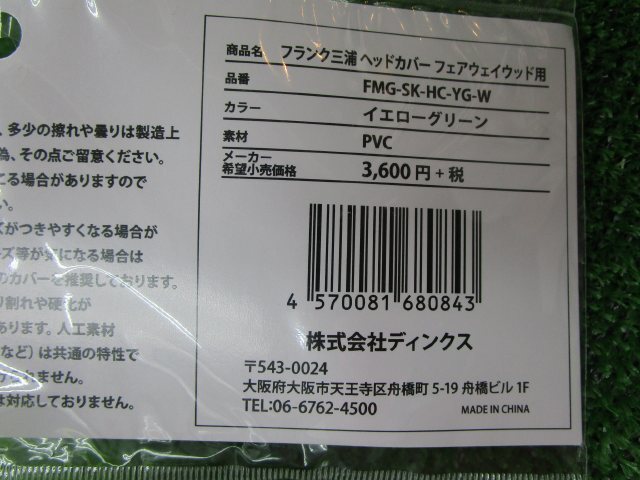 商品名 フランク三浦 ヘッドカバー フェアウェイウッド用
品番 FMG-SK-HC-YG-W
カラー イエローグリーン
素材 PVC
メーカー
希望小売価格 3,600 円 + 税
4 570081 680843
株式会社ディンクス
〒543-0024
大阪府大阪市天王寺区舟橋町 5-19 舟橋ビル 1F
TEL:06-6762-4500 MADE IN CHINA
、多少の擦れや曇りは製造上
為、その点ご留意ください。
こる場合がありますので
い。
ズがつきやすくなる場合が
ズ等が気になる場合は
のカバーを推奨しております。
り割れや硬化が
あります。人工素材
など）は共通の特性で
れません。
は対応しておりません。